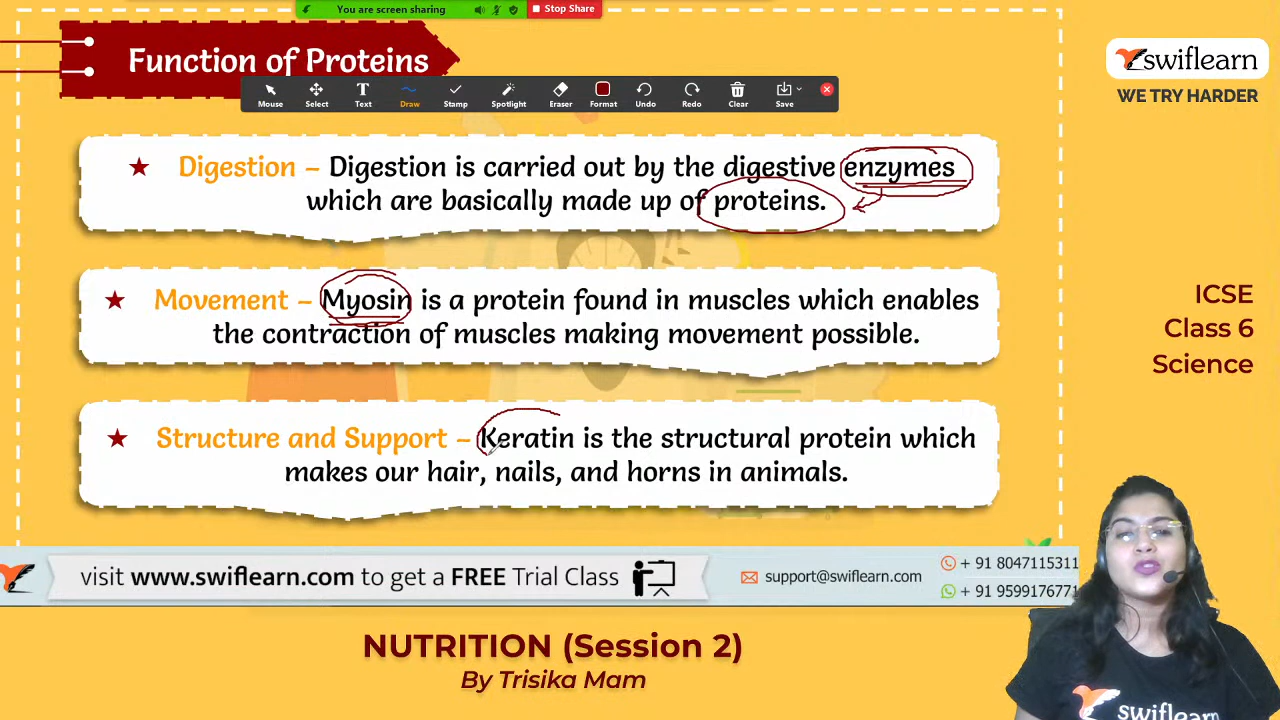 You are screen sharing
Stop Share
Function of Proteins
Mouse
Select
Text
Draw
Stamp
Spotlight
Eraser
Format
Undo
Redo
Clear
Save
swiflearn
WE TRY HARDER
★ Digestion – Digestion is carried out by the digestive enzymes
which are basically made up of proteins.
★ Movement – Myosin is a protein found in muscles which enables
the contraction of muscles making movement possible.
★ Structure and Support – Keratin is the structural protein which
makes our hair, nails, and horns in animals.
ICSE
Class 6
Science
visit www.swiflearn.com to get a FREE Trial Class
support@swiflearn.com
+ 91 8047115311
+ 91 9599176771
NUTRITION (Session 2)
By Trisika Mam
swiflearn